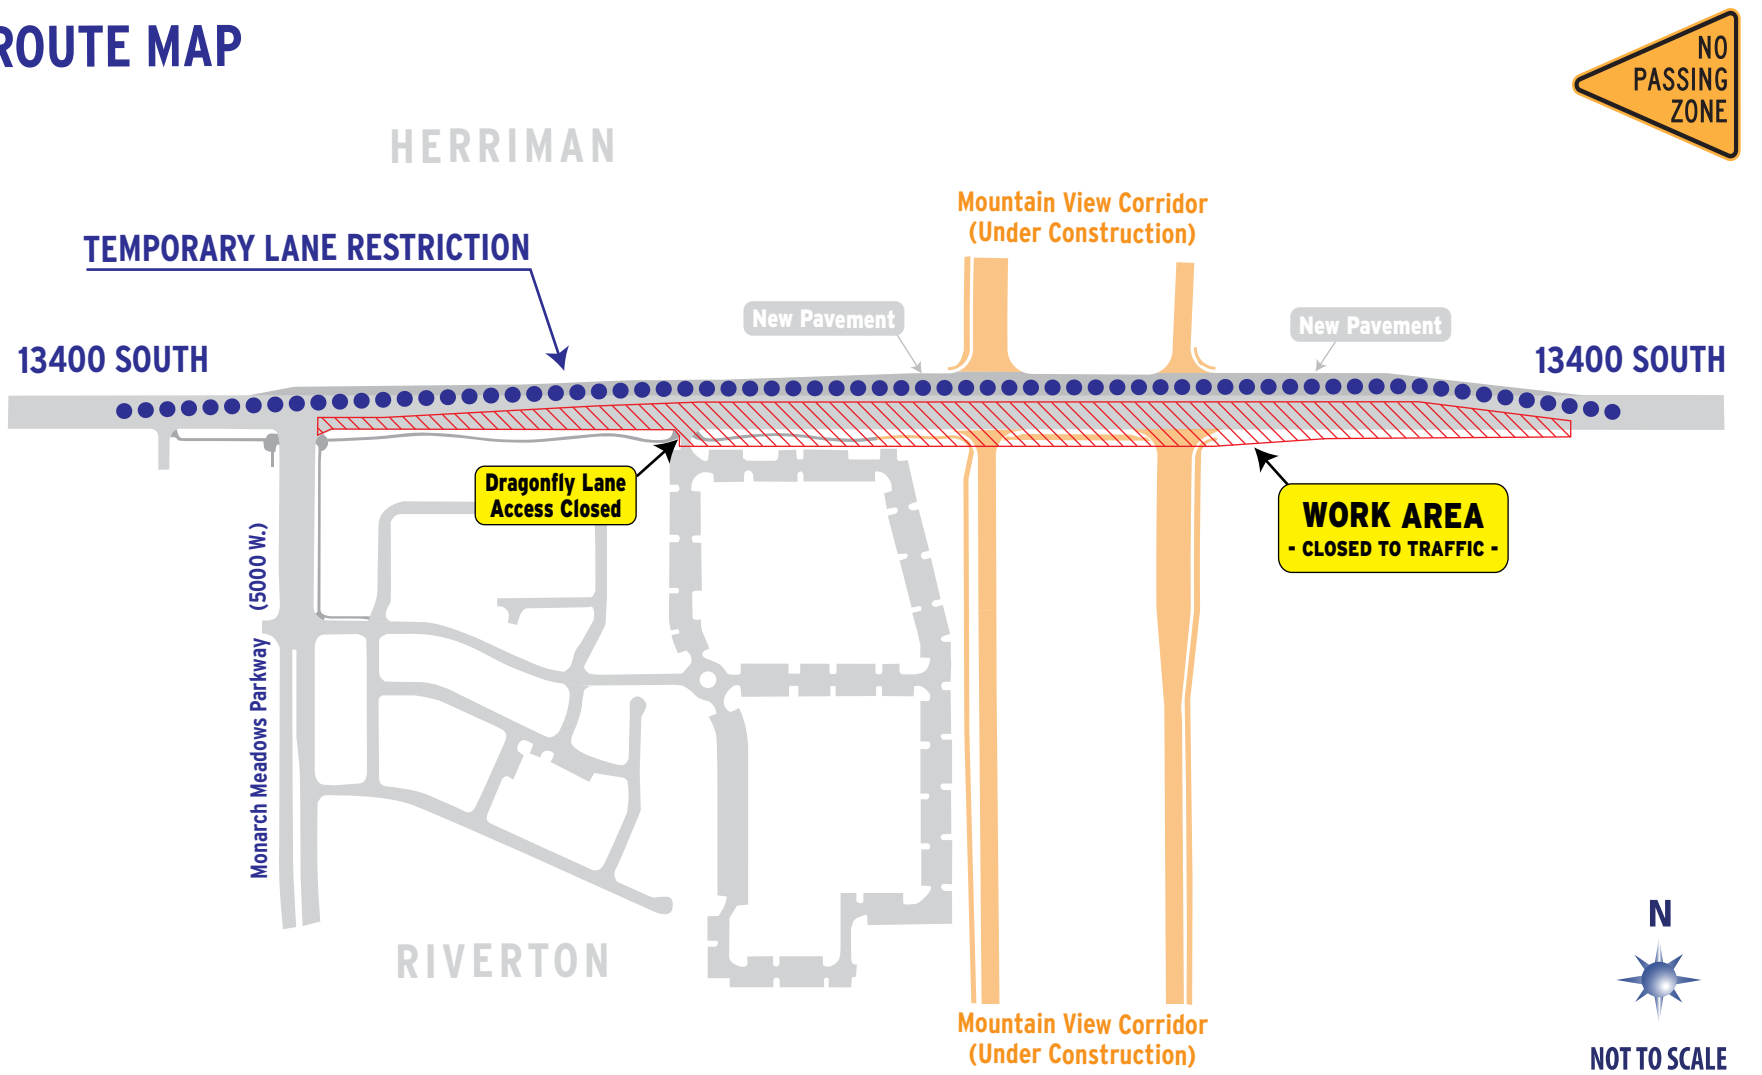 ROUTE MAP
NO
PASSING
ZONE
HERRIMAN
Mountain View Corridor
(Under Construction)
TEMPORARY LANE RESTRICTION
New Pavement
New Pavement
13400 SOUTH
13400 SOUTH
Dragonfly Lane
Access Closed
WORK AREA
- CLOSED TO TRAFFIC -
Monarch Meadows Parkway (5000 W.)
RIVERTON
N
Mountain View Corridor
(Under Construction)
NOT TO SCALE